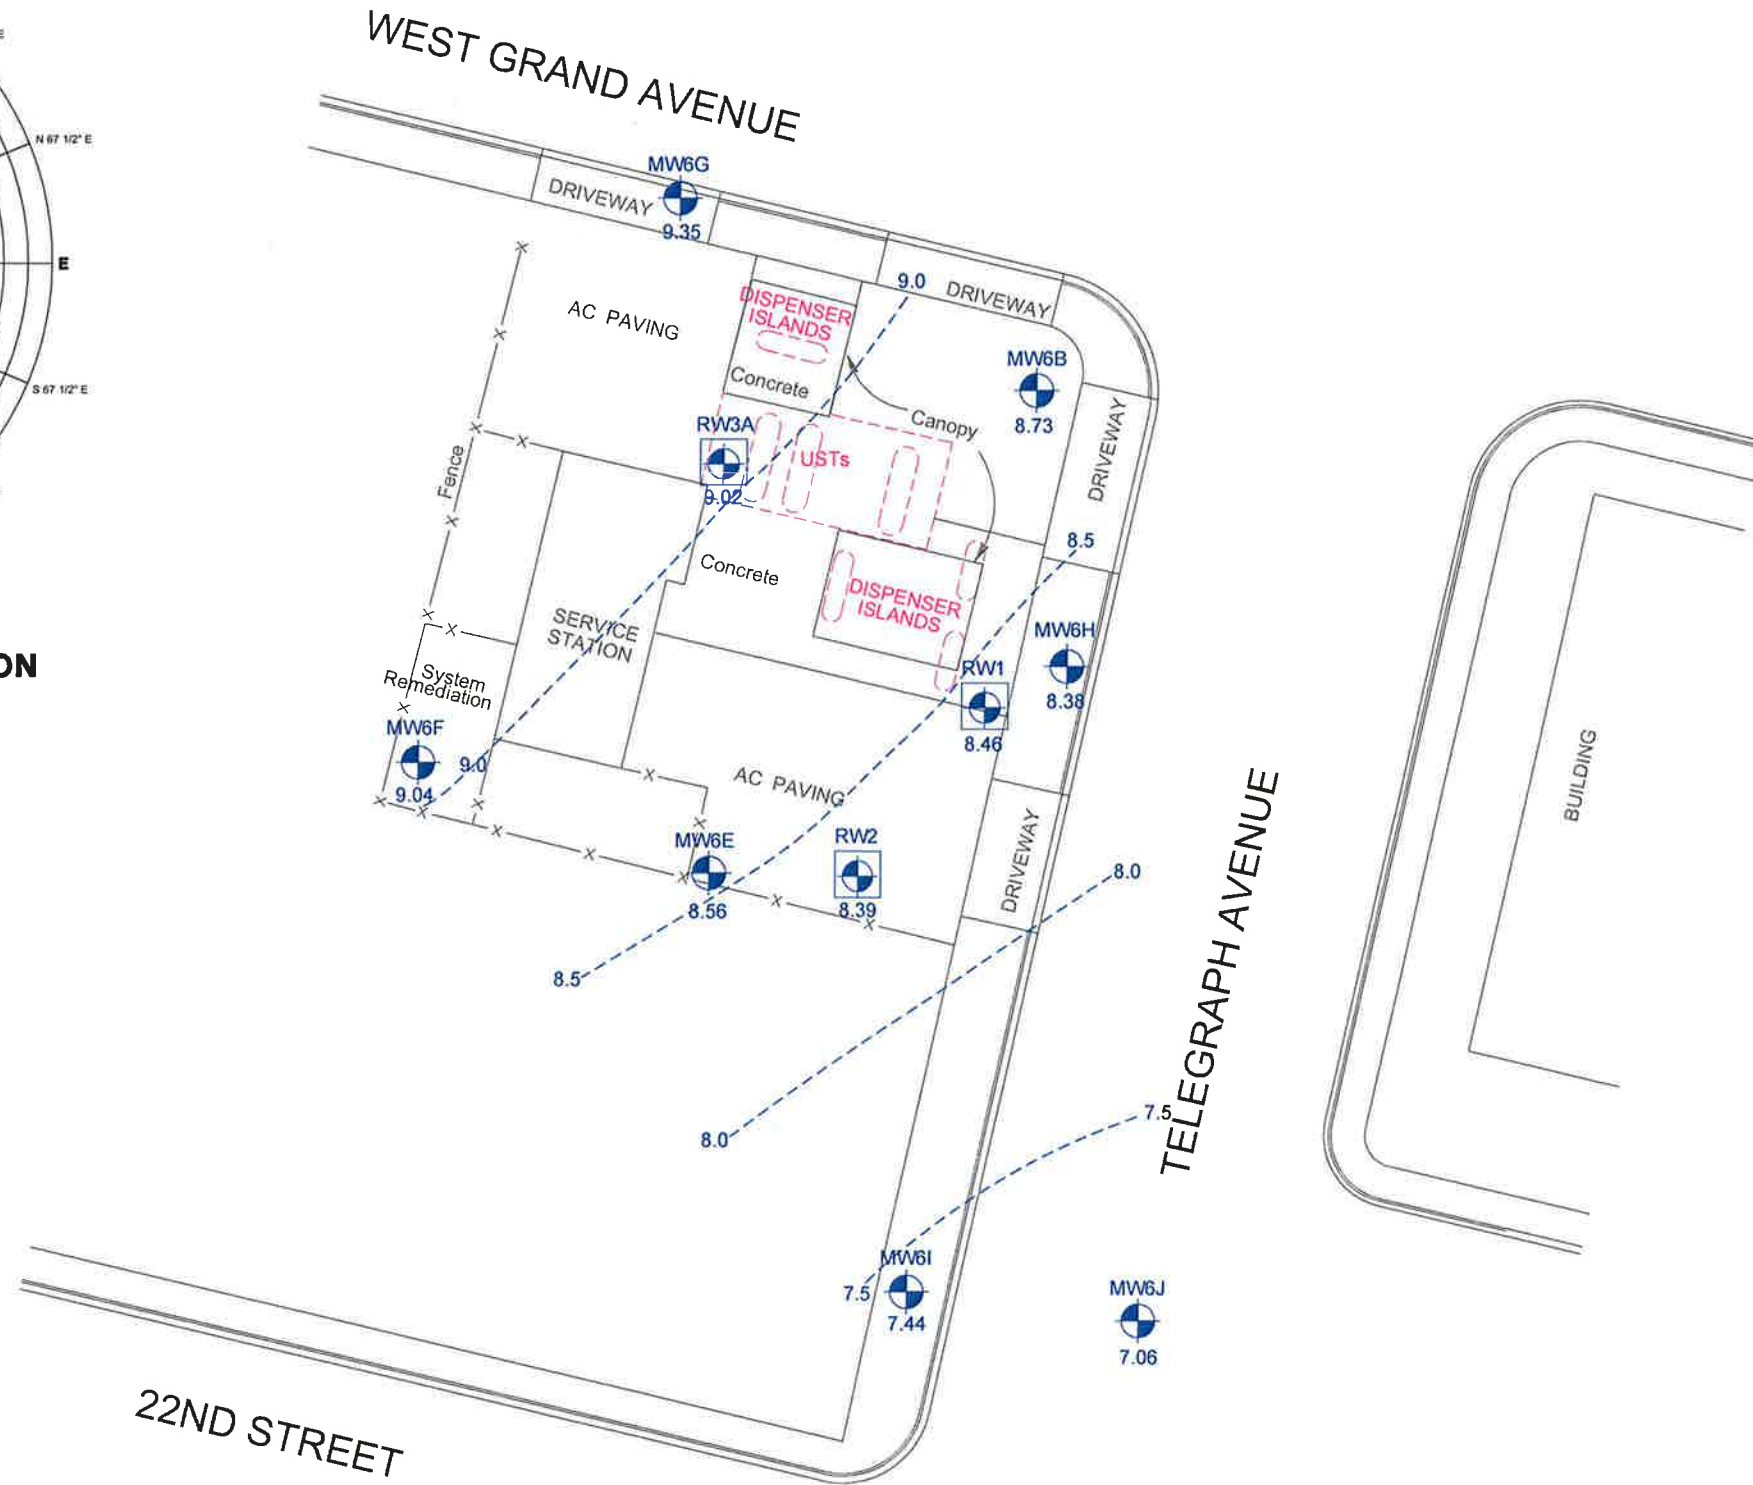 WEST GRAND AVENUE
N 67 1/2° E
E
S 67 1/2° E
MW6G
DRIVEWAY
9.35
9.0
DRIVEWAY
AC PAVING
DISPENSER
ISLANDS
Concrete
MW6B
8.73
Canopy
DRIVEWAY
RW3A
9.02
USTs
Fence
8.5
Concrete
DISPENSER
ISLANDS
SERVICE
STATION
MW6H
8.38
ON
System
Remediation
RW1
8.46
MW6F
9.04
9.0
AC PAVING
BUILDING
MW6E
8.56
RW2
8.39
DRIVEWAY
8.0
TELEGRAPH AVENUE
8.5
8.0
7.5
MW6I
7.5
7.44
MW6J
7.06
22ND STREET